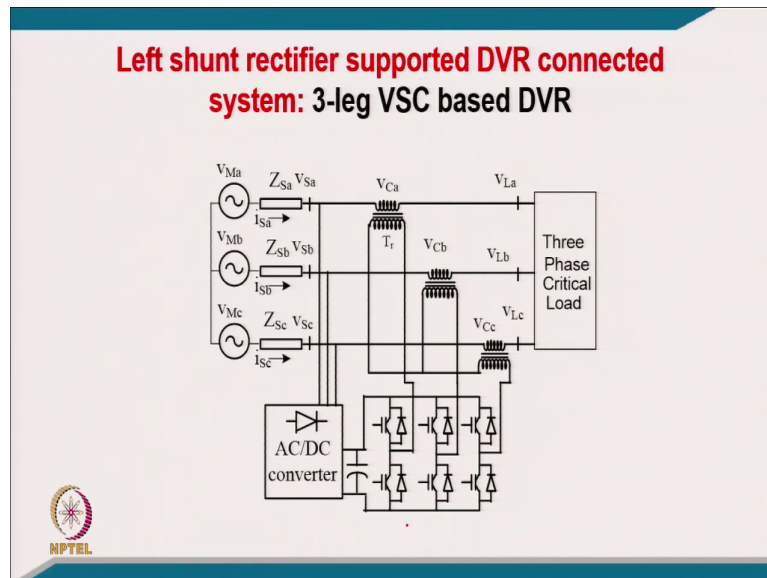 Left shunt rectifier supported DVR connected
system: 3-leg VSC based DVR
vMa ZSa vSa vCa vLa
iSa
Tr
vMb ZSb vSb vCb vLb
iSb
Three
Phase
Critical
Load
vMc ZSc vSc vCc vLc
iSc
AC/DC
converter
NPTEL